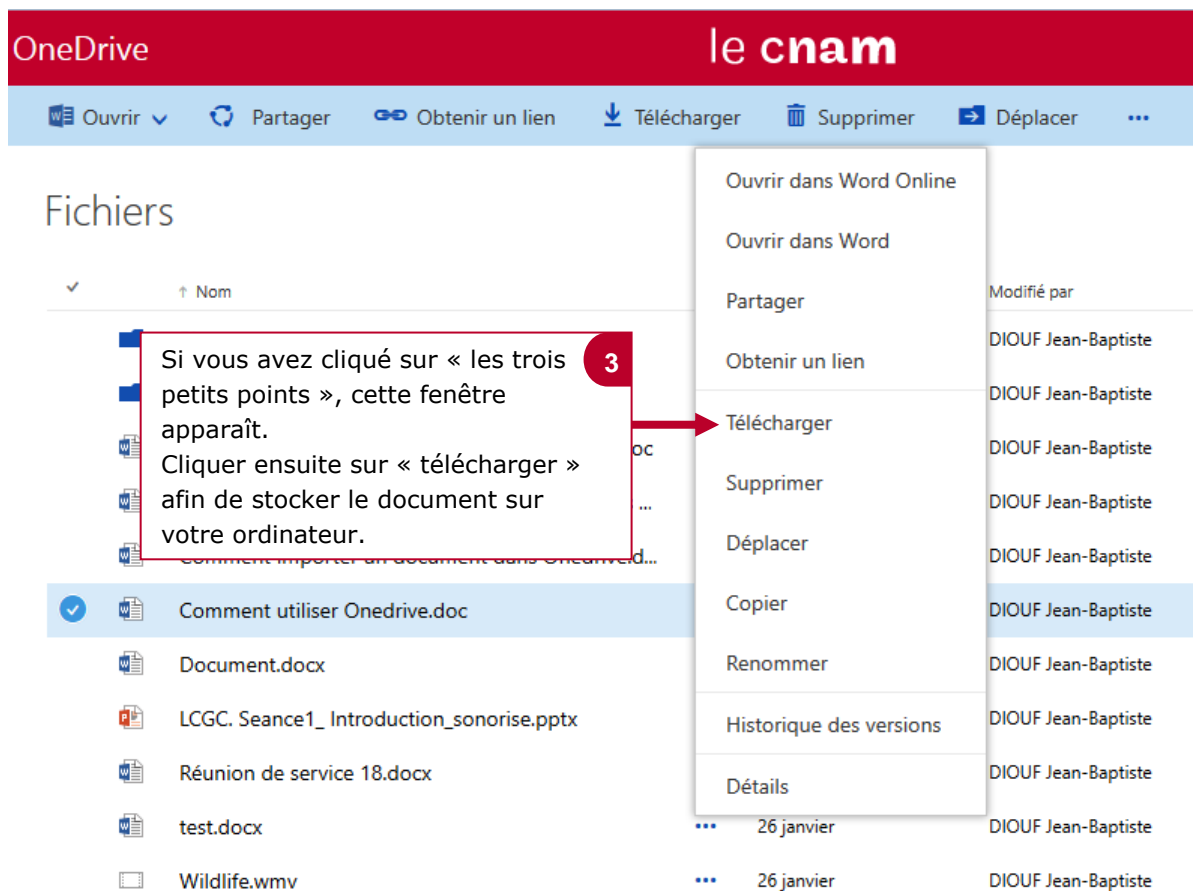 OneDrive
le cnam
Ouvrir Partager Obtenir un lien Télécharger Supprimer Déplacer ...
Fichiers
Nom
Modifié par
Ouvrir dans Word Online
Ouvrir dans Word
Partager
Obtenir un lien
Télécharger
Supprimer
Déplacer
Copier
Renommer
Historique des versions
Détails
Si vous avez cliqué sur « les trois
petits points », cette fenêtre
apparaît.
Cliquer ensuite sur « télécharger »
afin de stocker le document sur
votre ordinateur.
3
DIOUF Jean-Baptiste
DIOUF Jean-Baptiste
oc DIOUF Jean-Baptiste
... DIOUF Jean-Baptiste
Comment importer un document dans Onedrive.d... DIOUF Jean-Baptiste
Comment utiliser Onedrive.doc DIOUF Jean-Baptiste
Document.docx DIOUF Jean-Baptiste
LCGC. Seance1_ Introduction_sonorise.pptx DIOUF Jean-Baptiste
Réunion de service 18.docx DIOUF Jean-Baptiste
test.docx ... 26 janvier DIOUF Jean-Baptiste
Wildlife.wmv ... 26 janvier DIOUF Jean-Baptiste